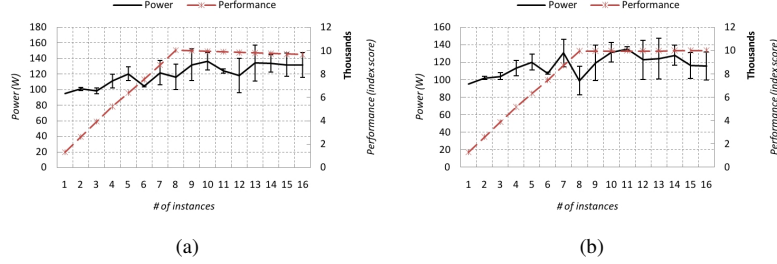 Power Performance
180
160
140
120
100
80
60
40
20
0
Power (W)
12
10
8
6
4
2
0
Thousands
Performance (index score)
1 2 3 4 5 6 7 8 9 10 11 12 13 14 15 16
# of instances
(a)
Power Performance
160
140
120
100
80
60
40
20
0
Power (W)
12
10
8
6
4
2
0
Thousands
Performance (index score)
1 2 3 4 5 6 7 8 9 10 11 12 13 14 15 16
# of instances
(b)